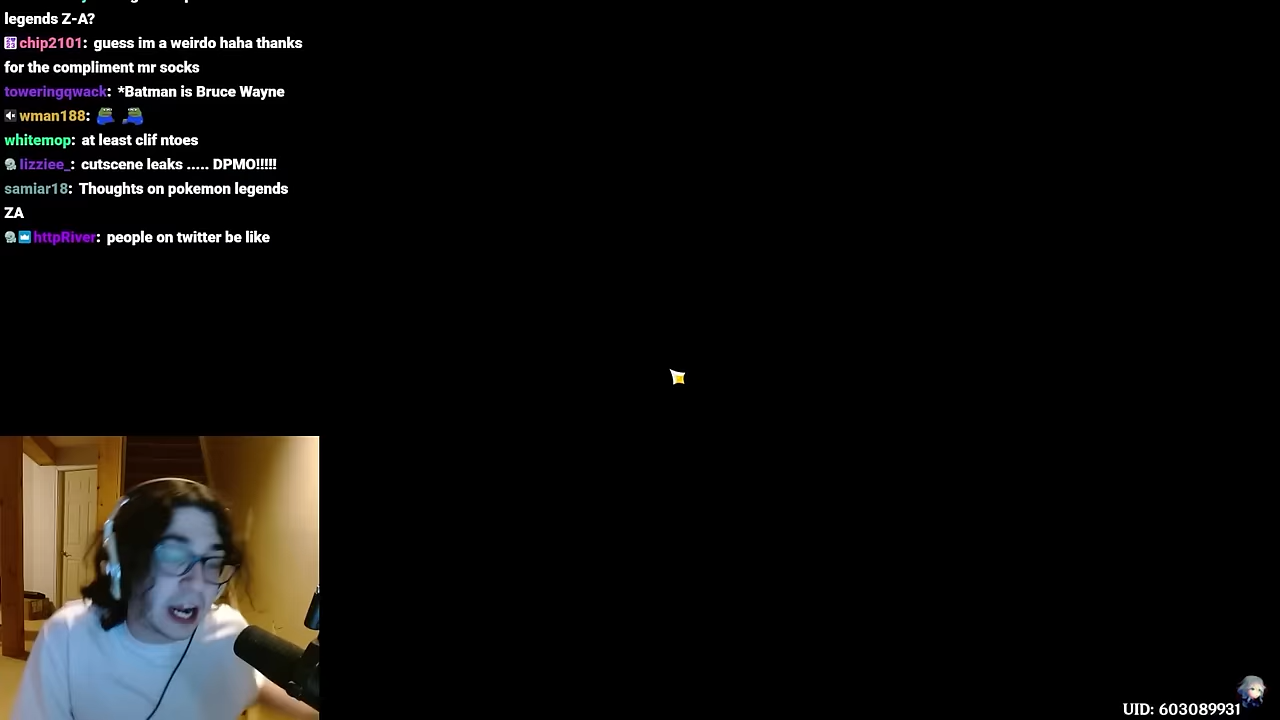 legends Z-A?
chip2101: guess im a weirdo haha thanks
for the compliment mr socks
toweringqwack: *Batman is Bruce Wayne
wman188:
whitemop: at least clif ntoes
lizziee_: cutscene leaks ..... DPMO!!!!!
samiar18: Thoughts on pokemon legends
ZA
httpRiver: people on twitter be like
UID: 603089931